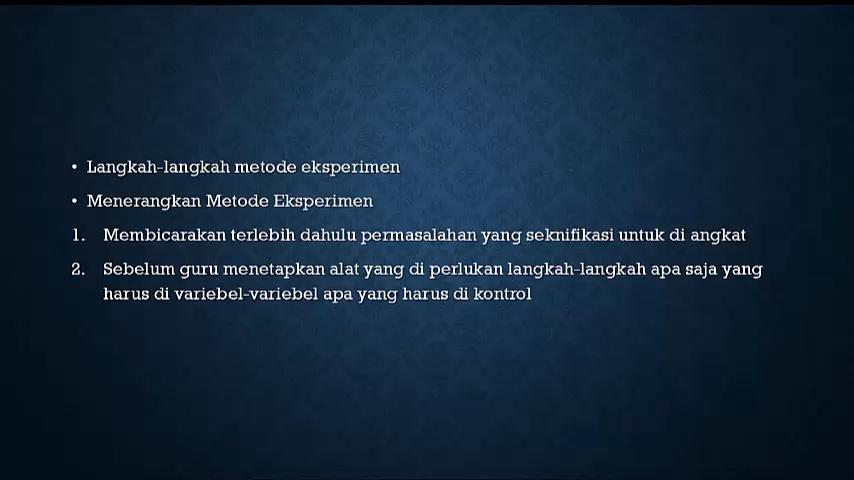 • Langkah-langkah metode eksperimen
• Menerangkan Metode Eksperimen
1. Membicarakan terlebih dahulu permasalahan yang seknifikasi untuk di angkat
2. Sebelum guru menetapkan alat yang di perlukan langkah-langkah apa saja yang
harus di variebel-variebel apa yang harus di kontrol